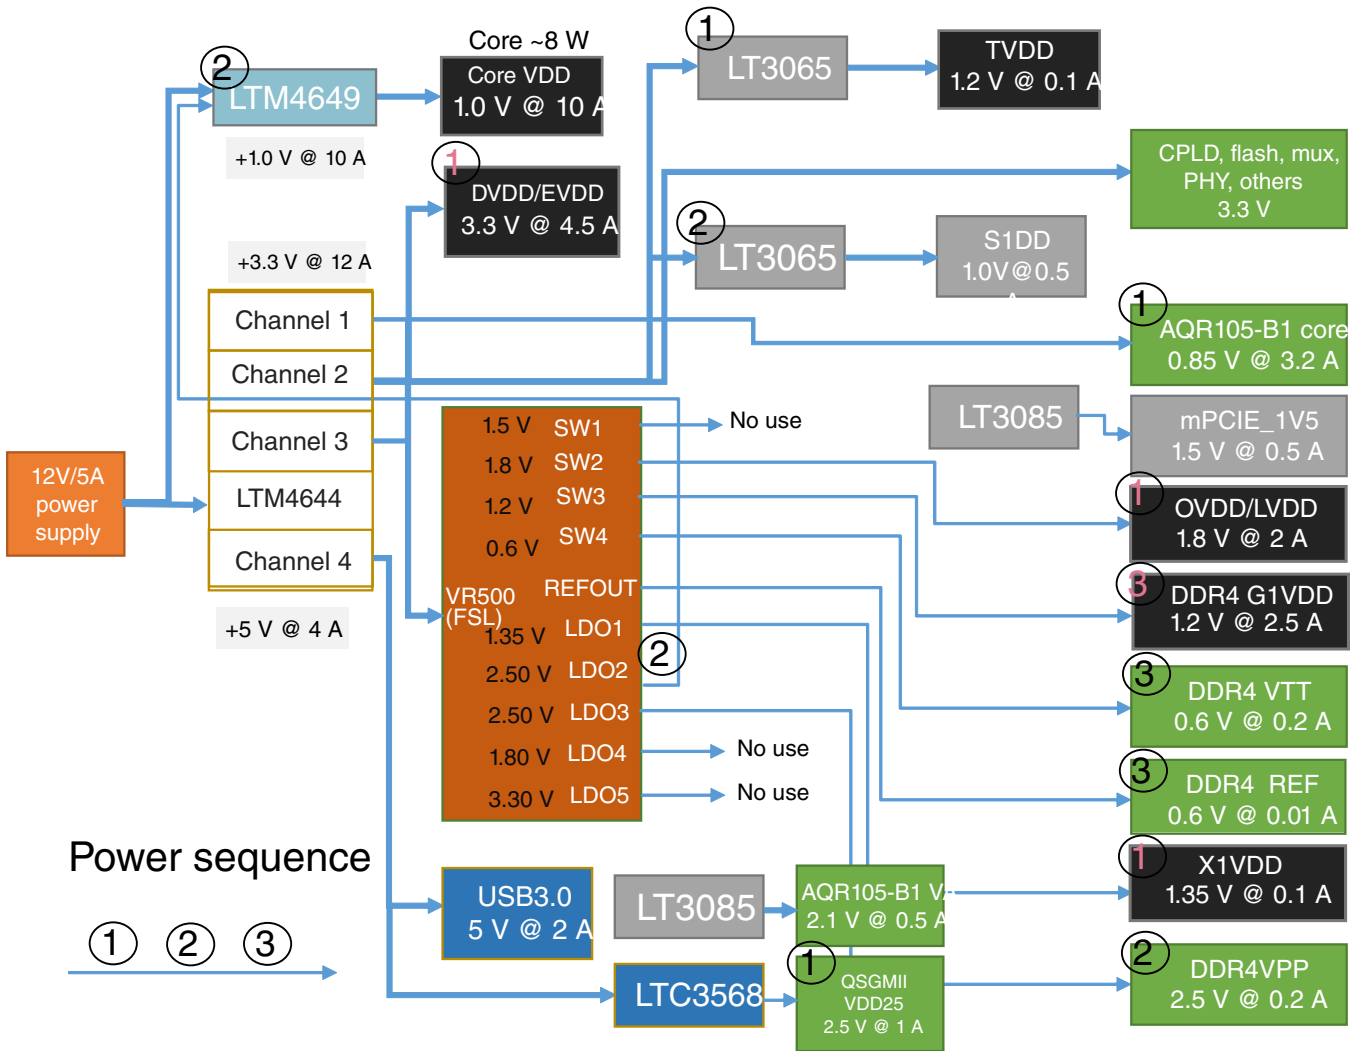 Core ~8 W
2
LTM4649
Core VDD
1.0 V @ 10 A
+1.0 V @ 10 A
1
DVDD/EVDD
3.3 V @ 4.5 A
1
LT3065
TVDD
1.2 V @ 0.1 A
CPLD, flash, mux,
PHY, others
3.3 V
2
LT3065
S1DD
1.0V@0.5
+3.3 V @ 12 A
Channel 1
Channel 2
Channel 3
LTM4644
Channel 4
+5 V @ 4 A
12V/5A
power
supply
1
AQR105-B1 core
0.85 V @ 3.2 A
LT3085
mPCIE_1V5
1.5 V @ 0.5 A
1.5 V SW1
No use
1.8 V SW2
1.2 V SW3
0.6 V SW4
REFOUT
VR500
(FSL)
1.35 V LDO1
2
2.50 V LDO2
2.50 V LDO3
1.80 V LDO4
No use
3.30 V LDO5
No use
1
OVDD/LVDD
1.8 V @ 2 A
3
DDR4 G1VDD
1.2 V @ 2.5 A
3
DDR4 VTT
0.6 V @ 0.2 A
3
DDR4 REF
0.6 V @ 0.01 A
1
X1VDD
1.35 V @ 0.1 A
2
DDR4VPP
2.5 V @ 0.2 A
Power sequence
1 2 3
USB3.0
5 V @ 2 A
LT3085
AQR105-B1 V
2.1 V @ 0.5 A
LTC3568
1
QSGMII
VDD25
2.5 V @ 1 A